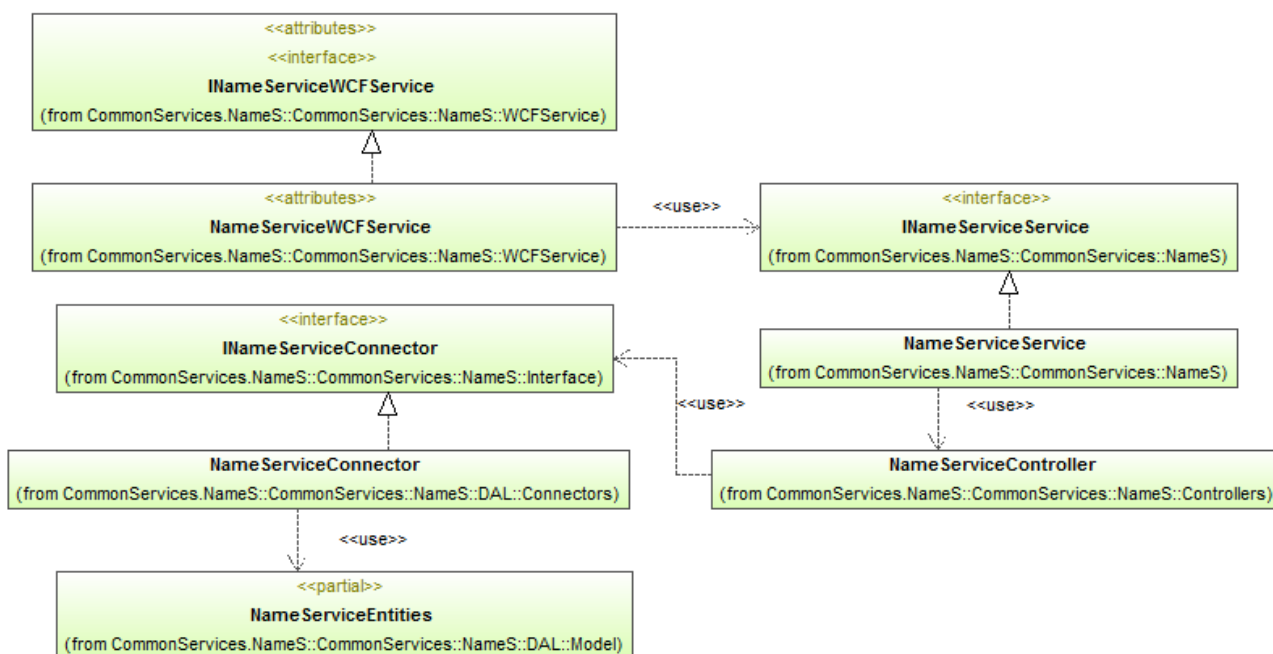 <<attributes>>
<<interface>>
INameServiceWCFService
(from CommonServices.NameS::CommonServices::NameS::WCFService)
<<attributes>>
NameServiceWCFService
(from CommonServices.NameS::CommonServices::NameS::WCFService)
<<use>>
<<interface>>
INameServiceService
(from CommonServices.NameS::CommonServices::NameS)
<<interface>>
INameServiceConnector
(from CommonServices.NameS::CommonServices::NameS::Interface)
NameServiceService
(from CommonServices.NameS::CommonServices::NameS)
<<use>>
<<use>>
NameServiceConnector
(from CommonServices.NameS::CommonServices::NameS::DAL::Connectors)
NameServiceController
(from CommonServices.NameS::CommonServices::NameS::Controllers)
<<use>>
<<partial>>
NameServiceEntities
(from CommonServices.NameS::CommonServices::NameS::DAL::Model)